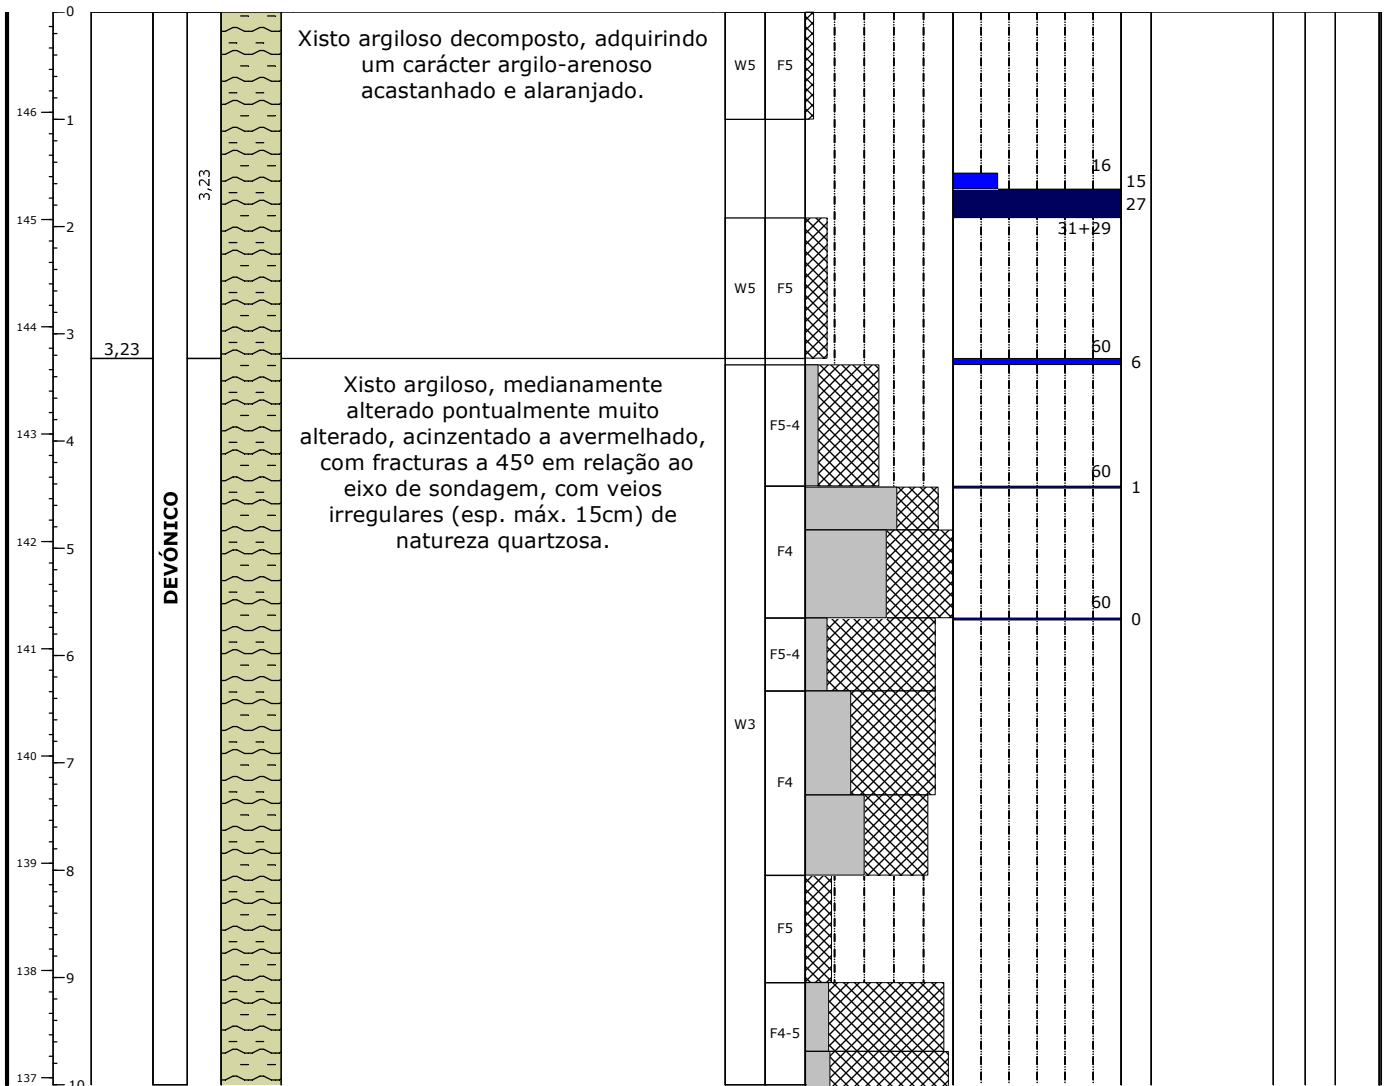 0
Xisto argiloso decomposto, adquirindo
um carácter argilo-arenoso
acastanhado e alaranjado.
W5
F5
146
1
16
15
3,23
27
145
2
31+29
W5
F5
144
3
3,23
60
6
Xisto argiloso, medianamente
alterado pontualmente muito
alterado, acinzentado a avermelhado,
com fracturas a 45º em relação ao
eixo de sondagem, com veios
irregulares (esp. máx. 15cm) de
natureza quartzosa.
F5-4
143
4
60
1
DEVÓNICO
142
5
F4
60
0
141
6
F5-4
W3
140
7
F4
139
8
F5
138
9
F4-5
137
10